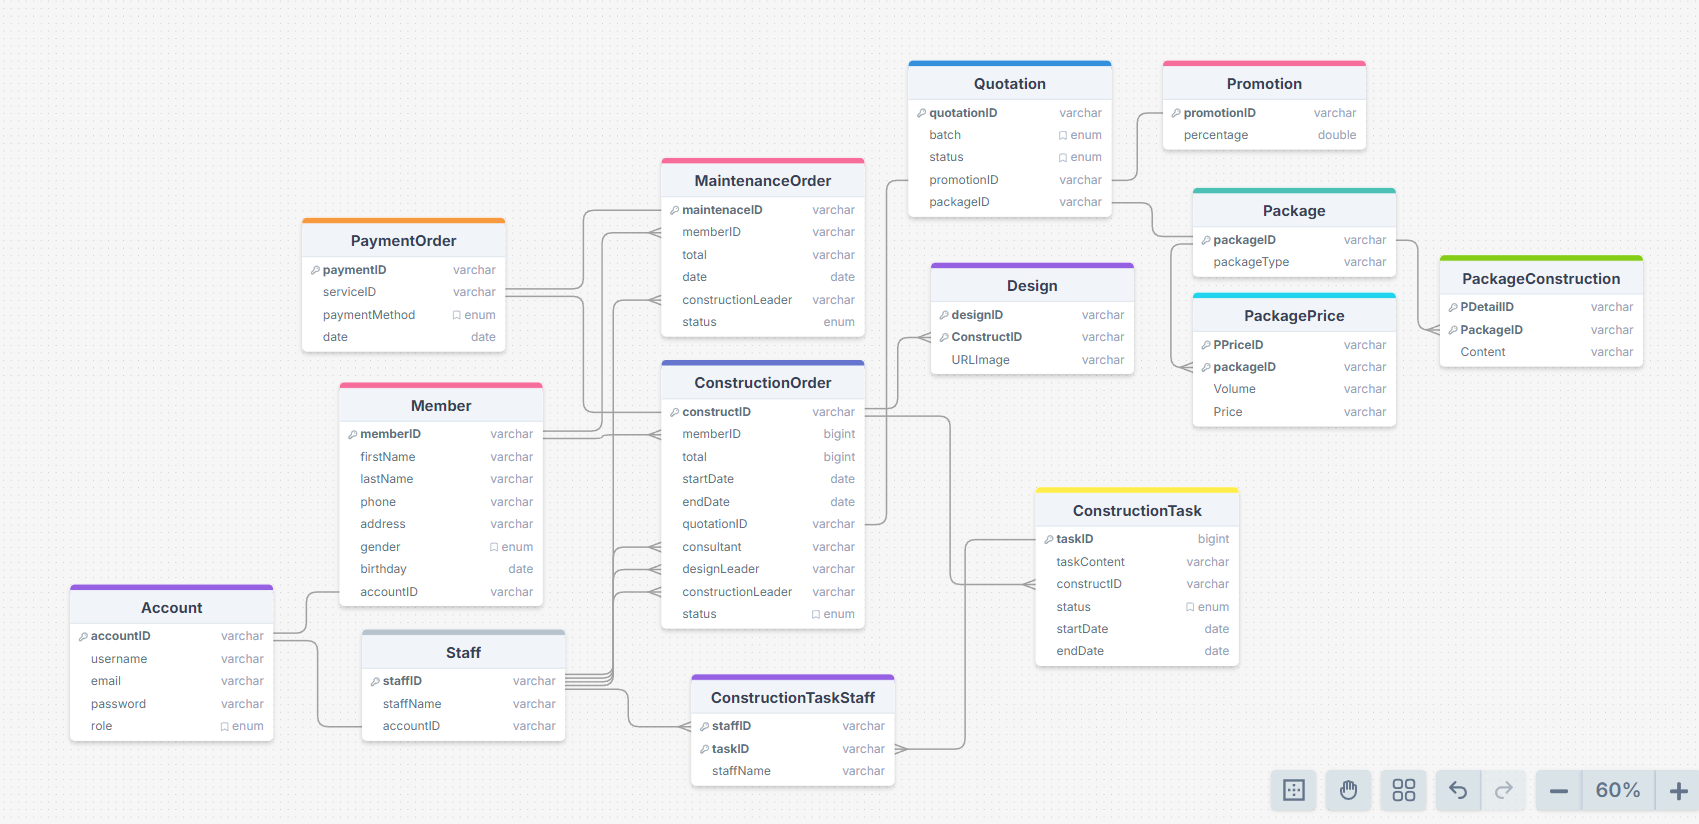 Quotation
quotationID varchar
batch enum
status enum
promotionID varchar
packageID varchar
Promotion
promotionID varchar
percentage double
MaintenanceOrder
maintenaceID varchar
memberID varchar
total varchar
date date
constructionLeader varchar
status enum
Package
packageID varchar
packageType varchar
PaymentOrder
paymentID varchar
serviceID varchar
paymentMethod enum
date date
Design
designID varchar
ConstructID varchar
URLImage varchar
PackageConstruction
PDetailID varchar
PackageID varchar
Content varchar
PackagePrice
PPriceID varchar
packageID varchar
Volume varchar
Price varchar
ConstructionOrder
constructID varchar
memberID bigint
total bigint
startDate date
endDate date
quotationID varchar
consultant varchar
designLeader varchar
constructionLeader varchar
status enum
Member
memberID varchar
firstName varchar
lastName varchar
phone varchar
address varchar
gender enum
birthday date
accountID varchar
ConstructionTask
taskID bigint
taskContent varchar
constructID varchar
status enum
startDate date
endDate date
Account
accountID varchar
username varchar
email varchar
password varchar
role enum
Staff
staffID varchar
staffName varchar
accountID varchar
ConstructionTaskStaff
staffID varchar
taskID varchar
staffName varchar
60%